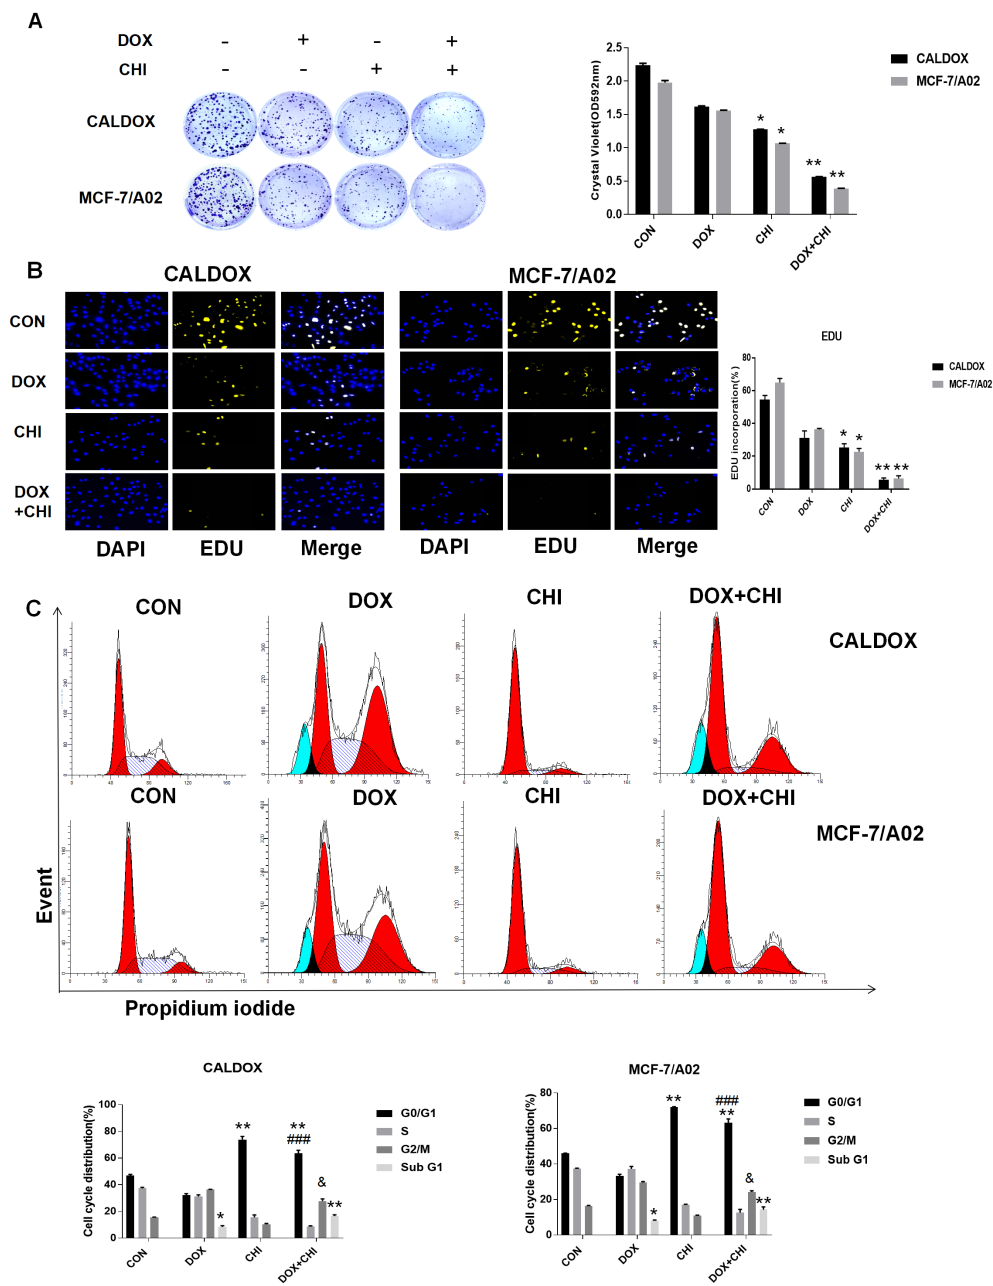 A
DOX - + - +
CHI - - + +
CALDOX
MCF-7/A02
Crystal Violet(OD592nm)
2.5
2.0
1.5
1.0
0.5
0.0
* * ** **
CON DOX CHI DOX+CHI
CALDOX
MCF-7/A02
B
CALDOX MCF-7/A02
CON
DOX
CHI
DOX
+CHI
DAPI EDU Merge DAPI EDU Merge
EDU
EDU incorporation(%)
80
60
40
20
0
* * ** **
CON DOX CHI DOX+CHI
CALDOX
MCF-7/A02
C
CON DOX CHI DOX+CHI
CALDOX
CON DOX CHI DOX+CHI
MCF-7/A02
Event
Propidium iodide
CALDOX
Cell cycle distribution(%)
100
80
60
40
20
0
* ** ** ### & **
CON DOX CHI DOX+CHI
G0/G1
S
G2/M
Sub G1
MCF-7/A02
Cell cycle distribution(%)
80
60
40
20
0
* ** ### ** & **
CON DOX CHI DOX+CHI
G0/G1
S
G2/M
Sub G1